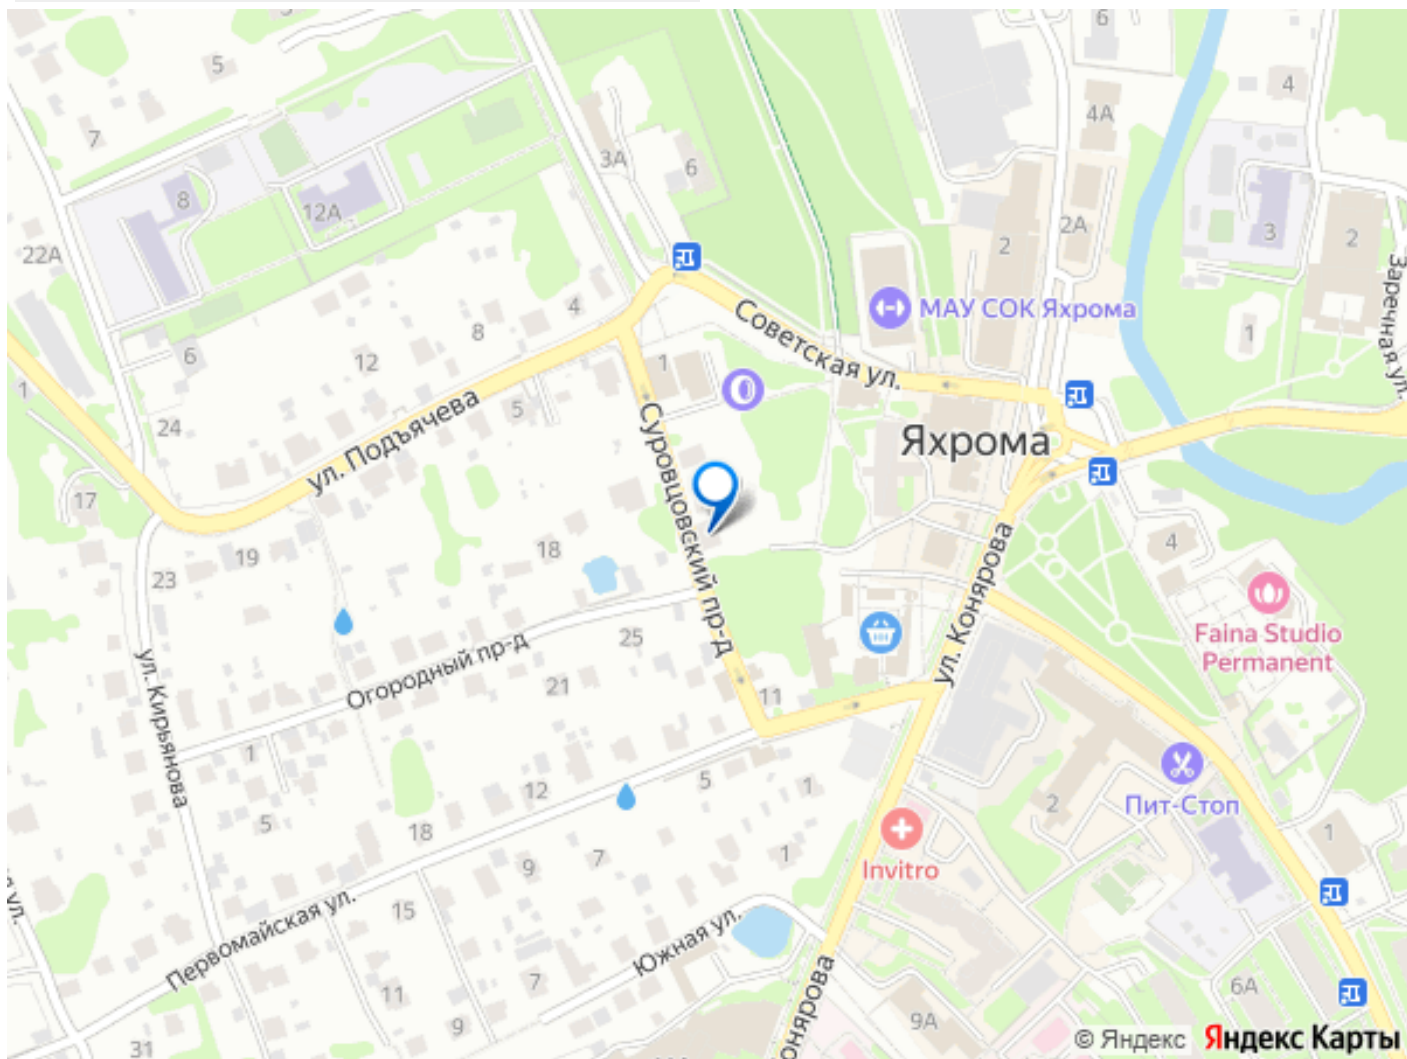 6
5
4
4А
7
3А
6
8
12А
2А
3
2
2
22А
Заречная ул.
4
МАУ СОК Яхрома
8
Советская ул.
1
6
12
1
1
5
ул. Подъячева
24
Яхрома
Суровцовский пр-д
17
18
4
19
ул. Конярова
23
Faina Studio
Permanent
25
Огородный пр-д
ул. Кирьянова
21
11
1
5
12
1
2
Пит-Стоп
5
18
1
7
1
9
Invitro
Первомайская ул.
15
Южная ул.
7
11
6А
9
9А
31
Конярова
© Яндекс Яндекс Карты